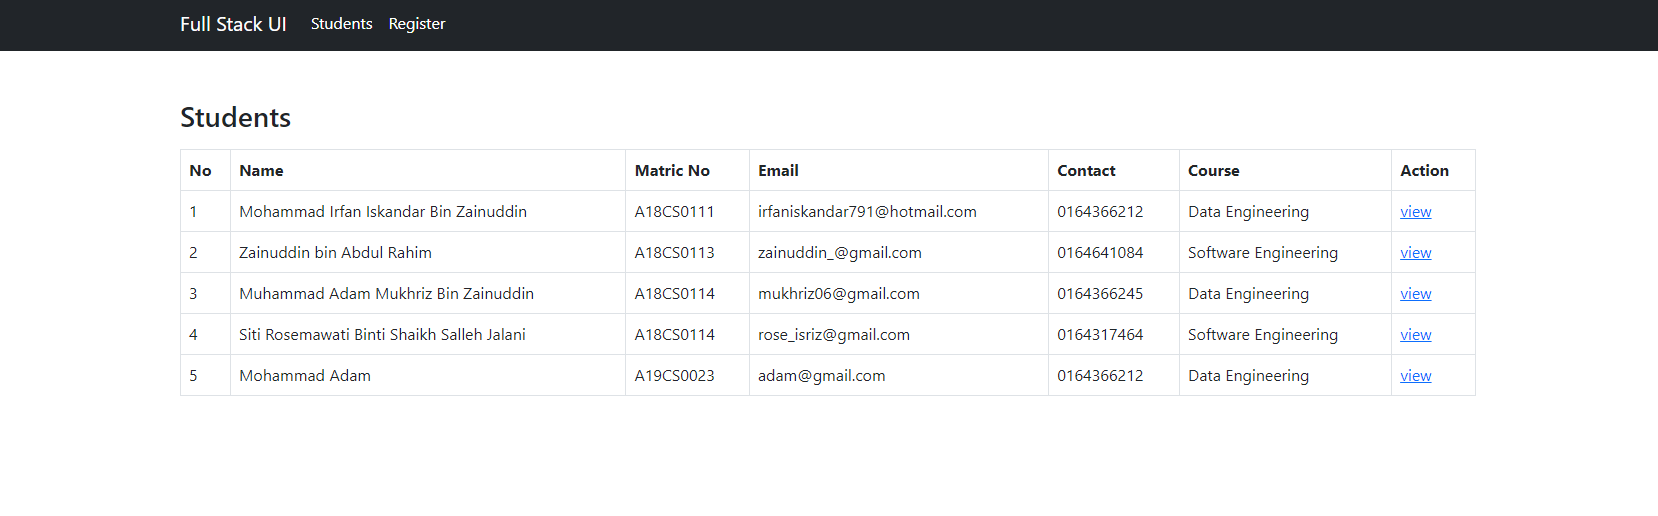 Full Stack UI Students Register
Students
No Name Matric No Email Contact Course Action
1 Mohammad Irfan Iskandar Bin Zainuddin A18CS0111 irfaniskandar791@hotmail.com 0164366212 Data Engineering view
2 Zainuddin bin Abdul Rahim A18CS0113 zainuddin_@gmail.com 0164641084 Software Engineering view
3 Muhammad Adam Mukhriz Bin Zainuddin A18CS0114 mukhriz06@gmail.com 0164366245 Data Engineering view
4 Siti Rosemawati Binti Shaikh Salleh Jalani A18CS0114 rose_isriz@gmail.com 0164317464 Software Engineering view
5 Mohammad Adam A19CS0023 adam@gmail.com 0164366212 Data Engineering view